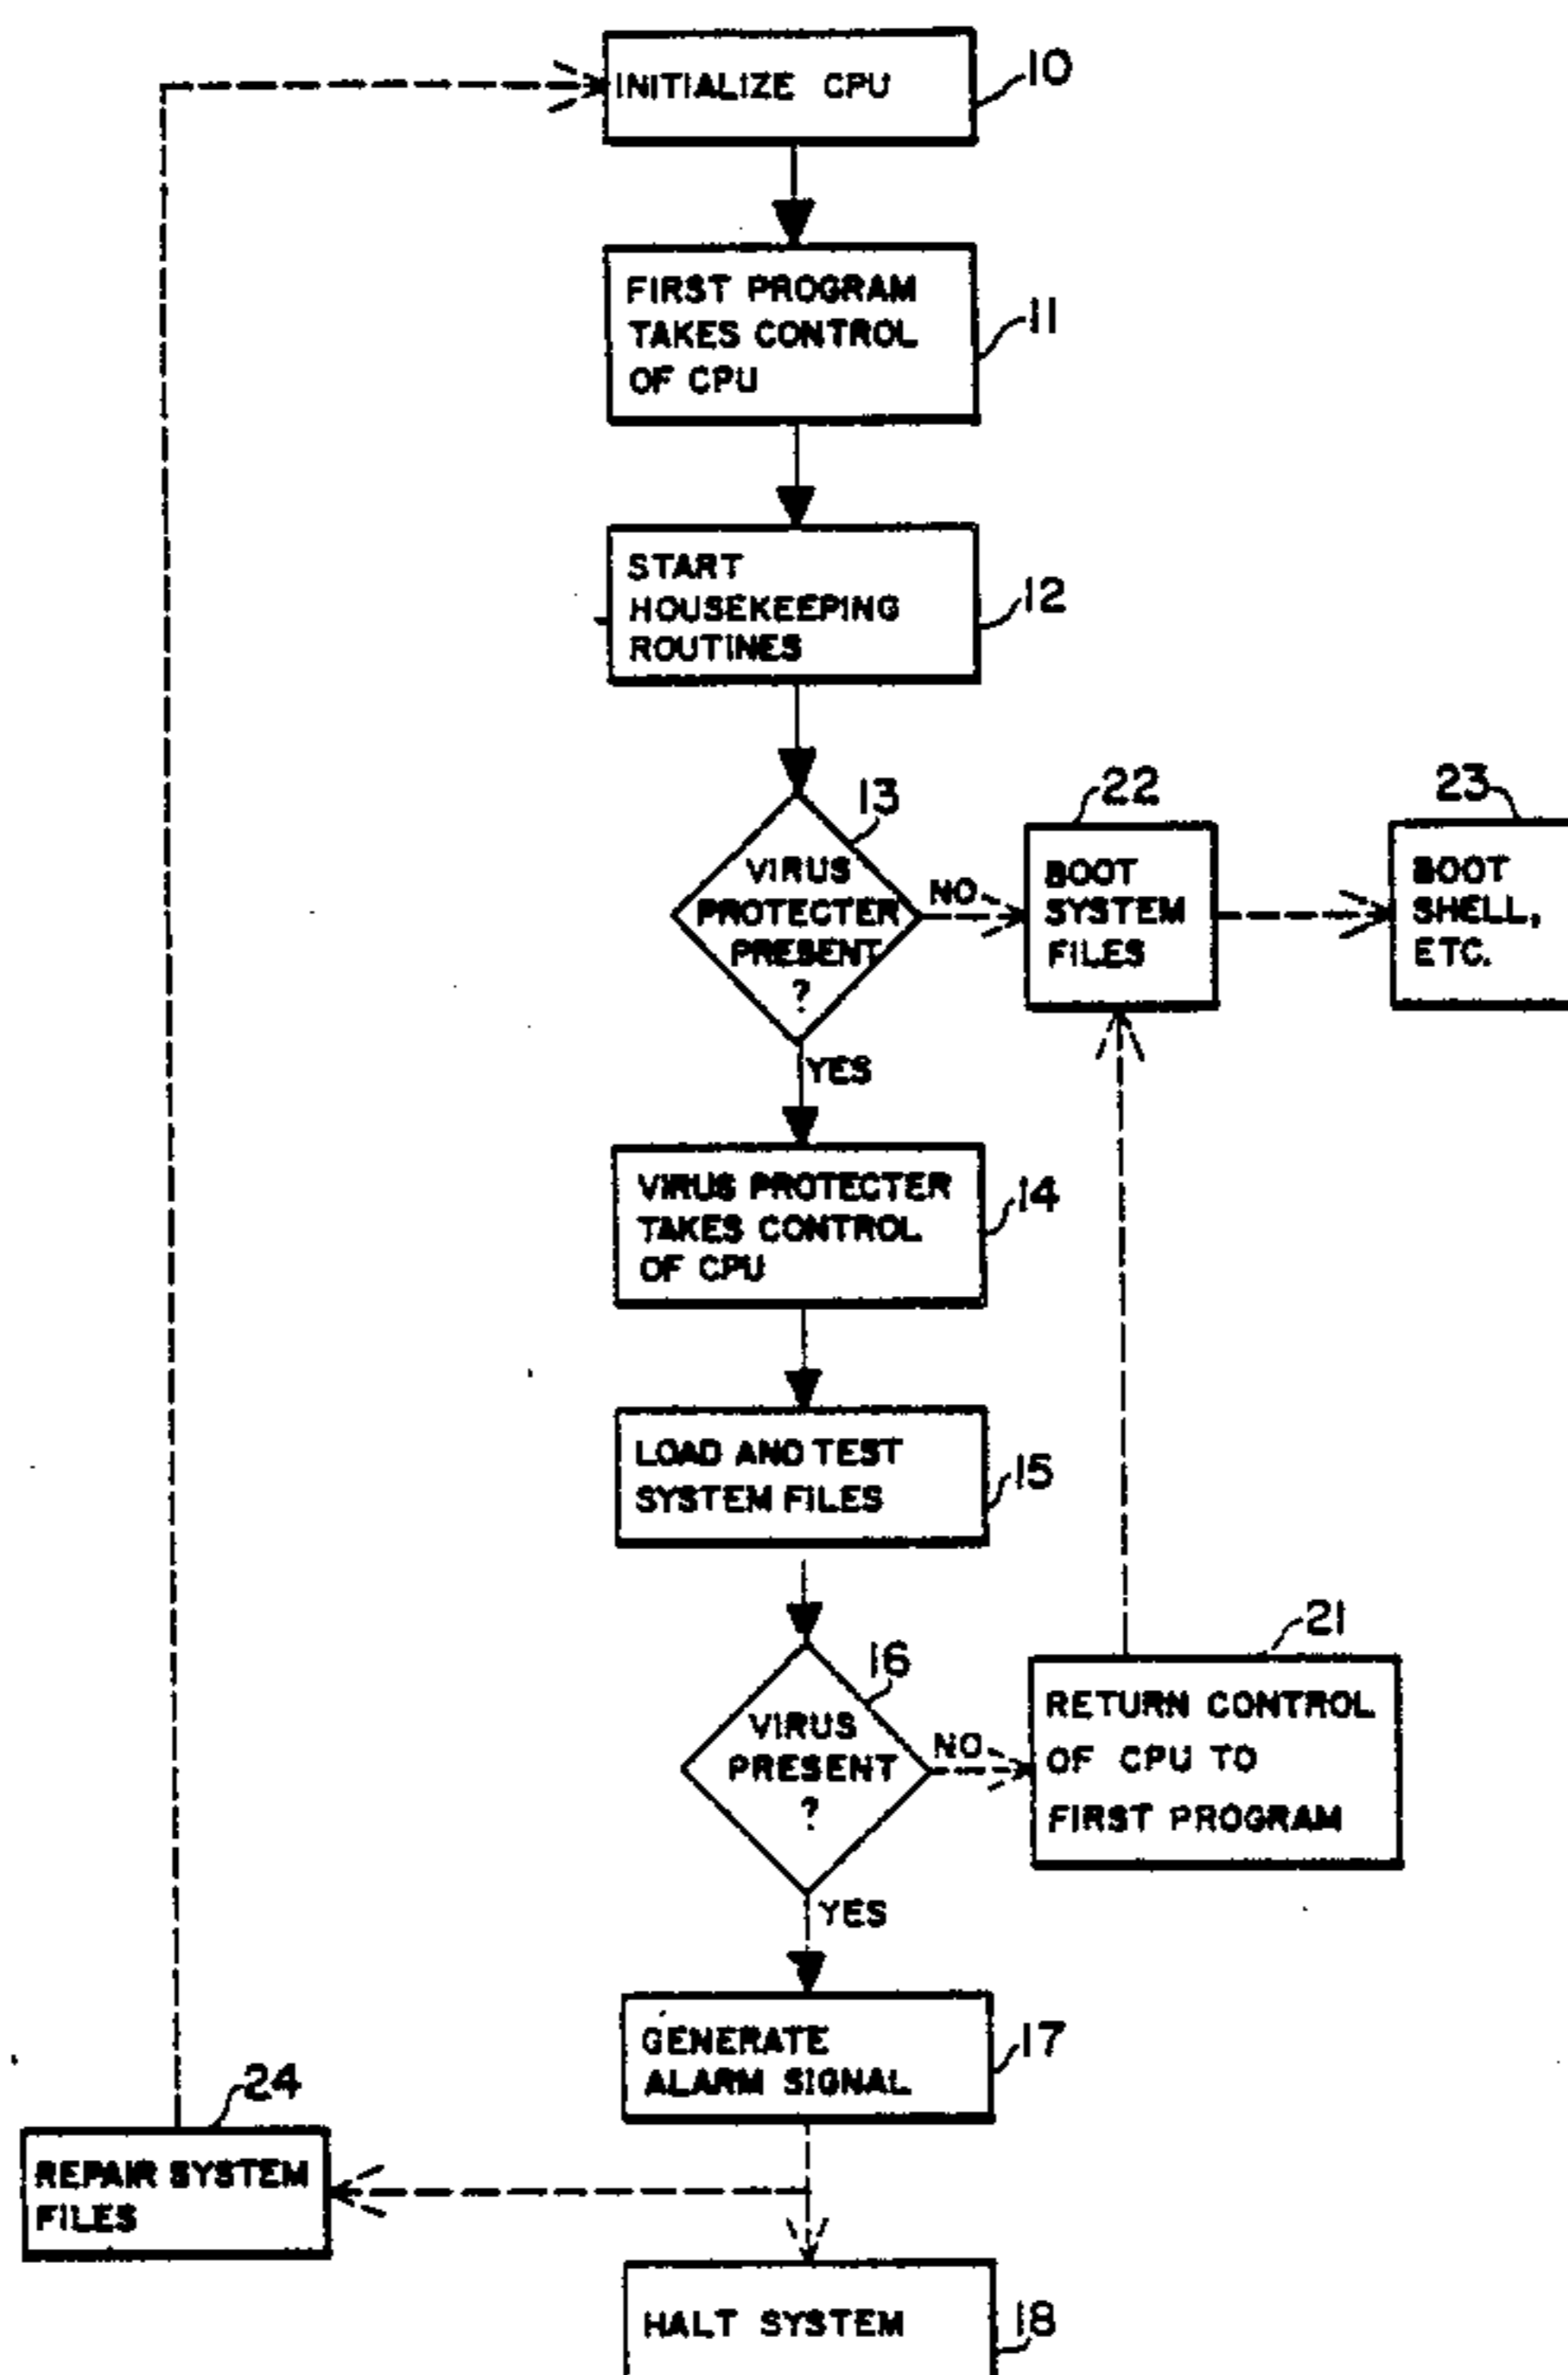 INITIALIZE CPU
10
FIRST PROGRAM
TAKES CONTROL
OF CPU
11
START
HOUSEKEEPING
ROUTINES
12
13
VIRUS
PROTECTER
PRESENT
?
NO
22
BOOT
SYSTEM
FILES
23
BOOT
SHELL,
ETC.
YES
VIRUS PROTECTER
TAKES CONTROL
OF CPU
14
LOAD AND TEST
SYSTEM FILES
15
16
VIRUS
PRESENT
?
NO
21
RETURN CONTROL
OF CPU TO
FIRST PROGRAM
YES
GENERATE
ALARM SIGNAL
17
24
REPAIR SYSTEM
FILES
HALT SYSTEM
18